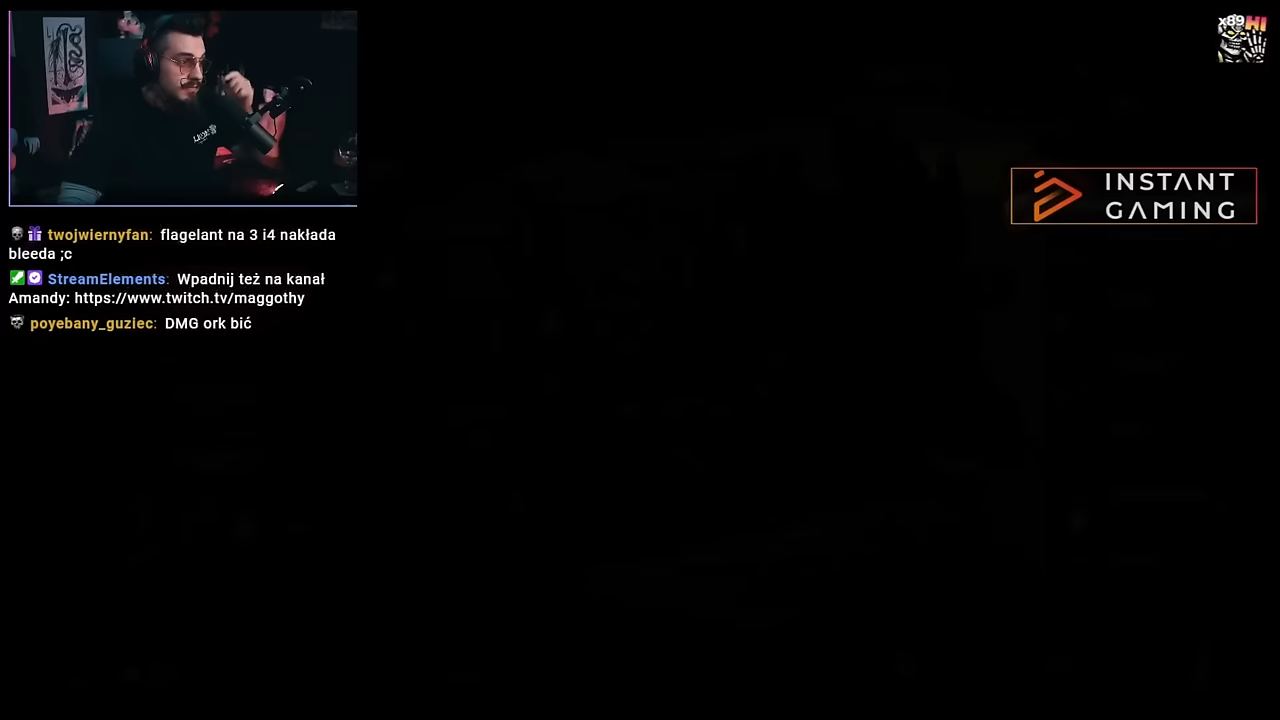 x89
HI
INSTANT
GAMING
twojwiernyfan: flagelant na 3 i4 nakłada
bleeda ;c
StreamElements: Wpadnij też na kanał
Amandy: https://www.twitch.tv/maggothy
poyebany_guziec: DMG ork bić